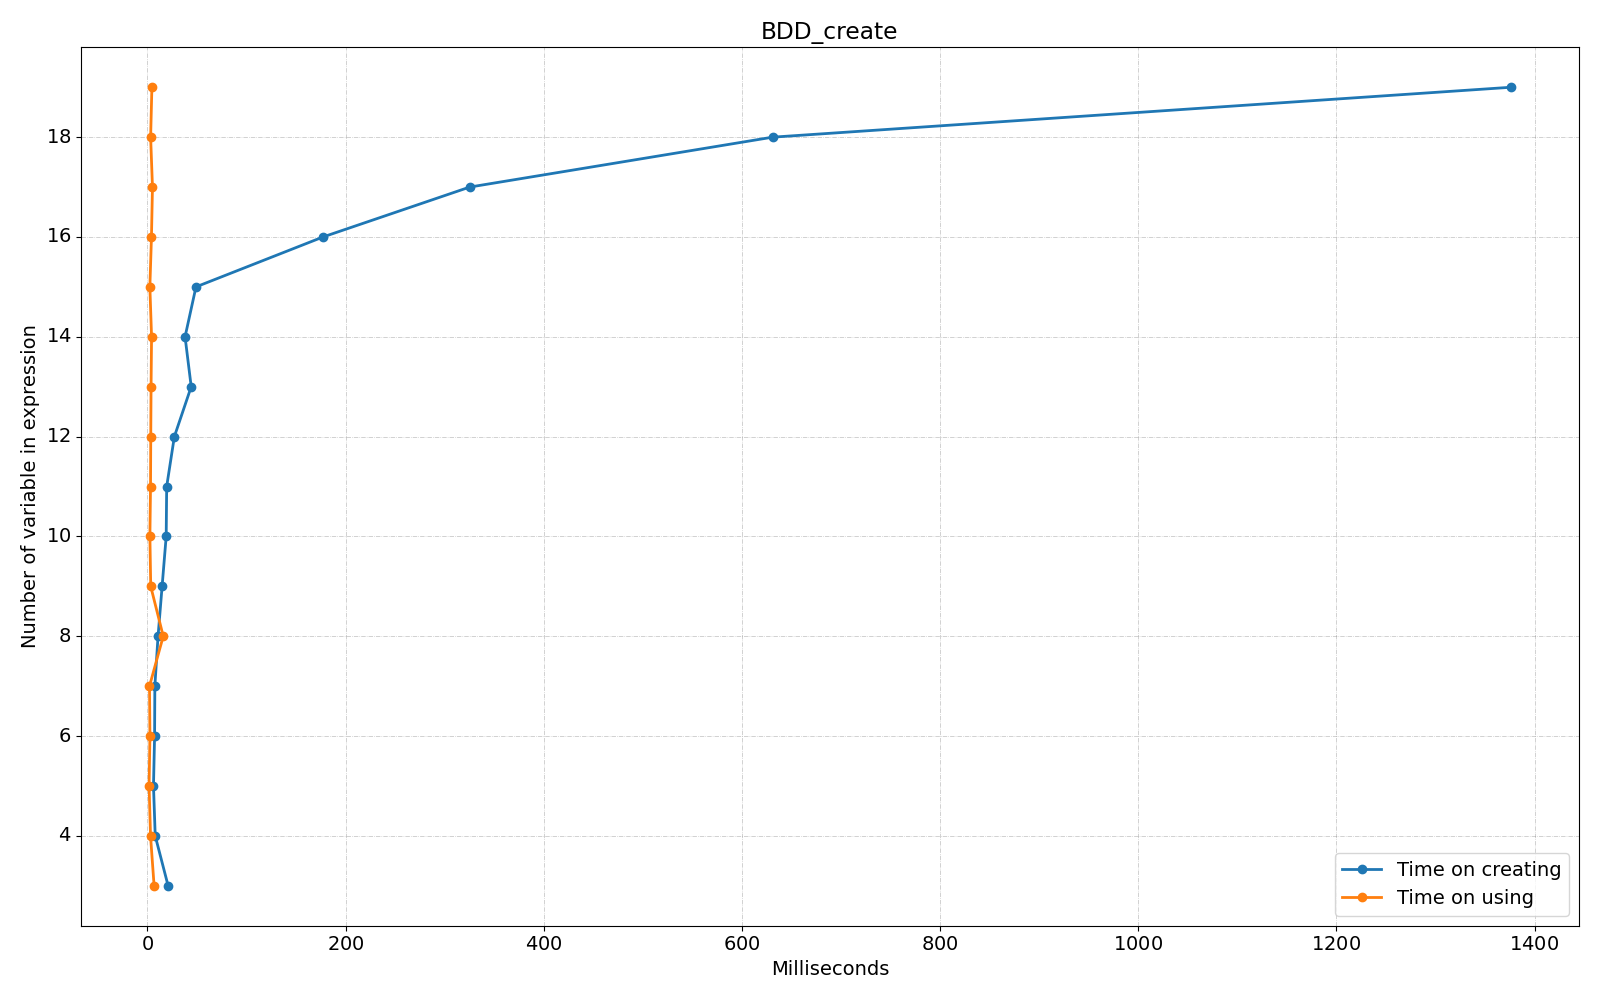 BDD_create
Number of variable in expression
18
16
14
12
10
8
6
4
0 200 400 600 800 1000 1200 1400
Milliseconds
Time on creating
Time on using